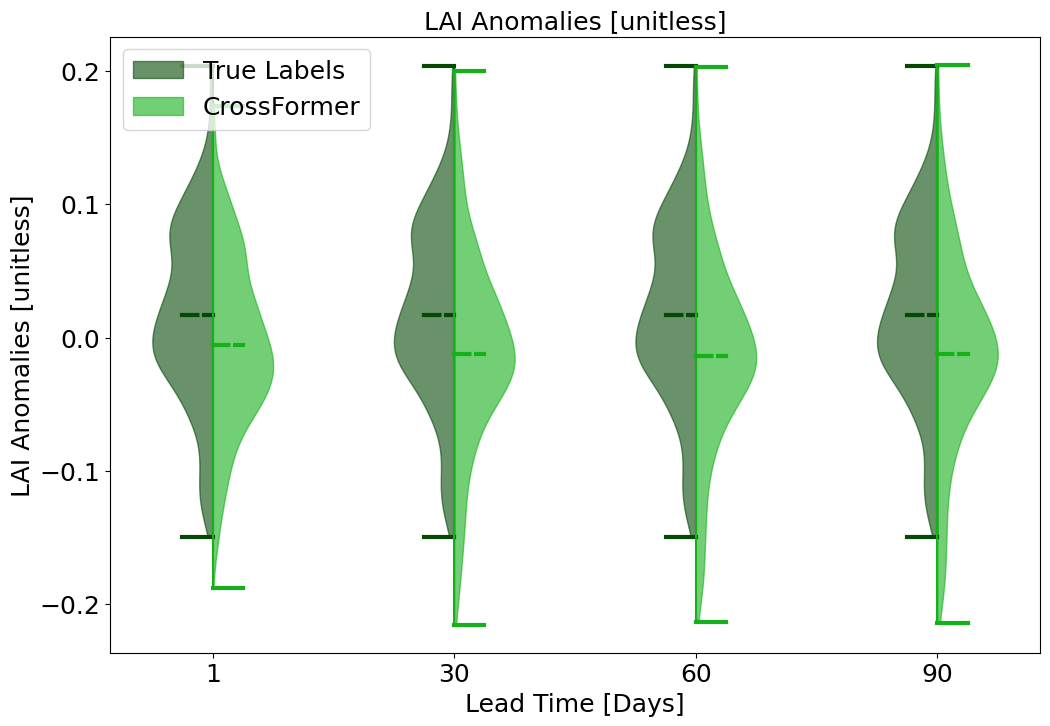 LAI Anomalies [unitless]
True Labels
CrossFormer
LAI Anomalies [unitless]
0.2
0.1
0.0
−0.1
−0.2
1 30 60 90
Lead Time [Days]